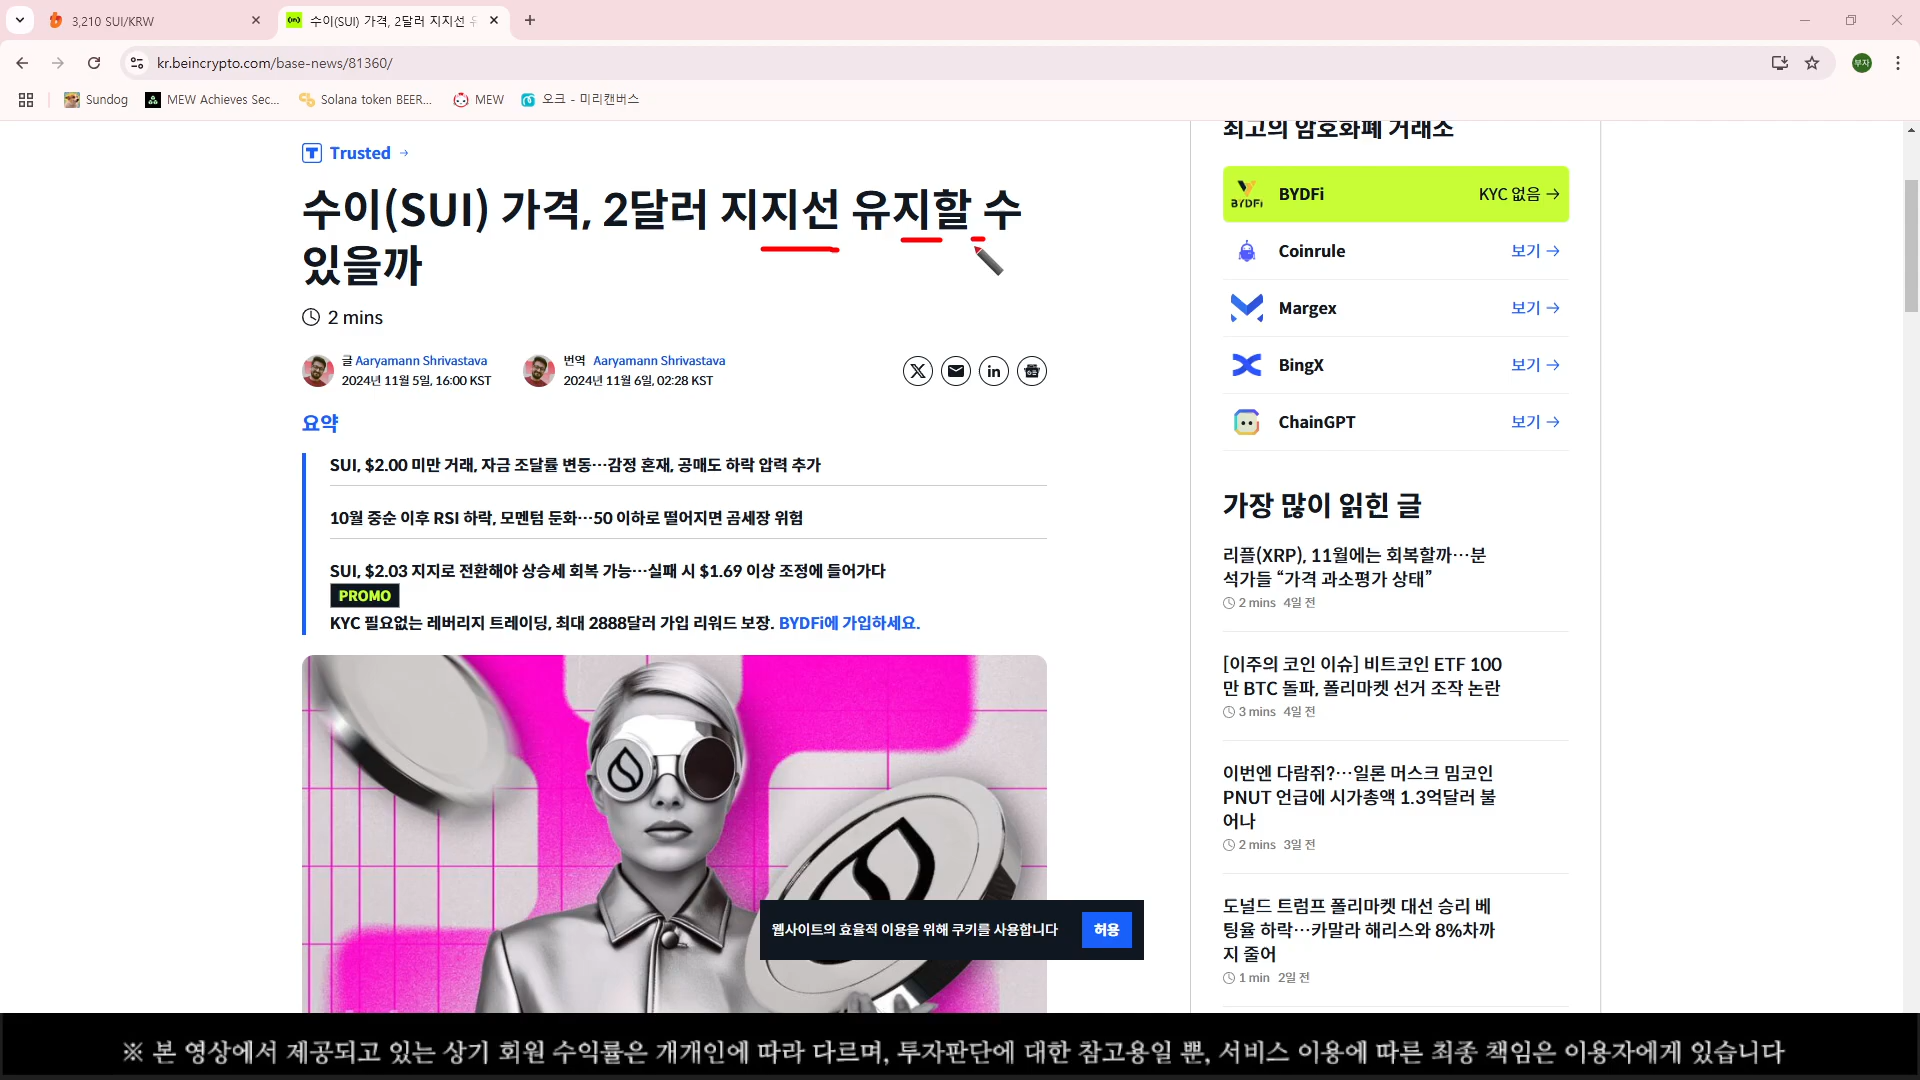 3,210 SUI/KRW
수이(SUI) 가격, 2달러 지지선
kr.beincrypto.com/base-news/81360/
부자
Sundog
MEW Achieves Sec...
Solana token BEER...
MEW
오크 - 미리캔버스
Trusted
수이(SUI) 가격, 2달러 지지선 유지할 수
있을까
2 mins
글 Aaryamann Shrivastava
2024년 11월 5일, 16:00 KST
번역 Aaryamann Shrivastava
2024년 11월 6일, 02:28 KST
요약
SUI, $2.00 미만 거래, 자금 조달률 변동…감정 혼재, 공매도 하락 압력 추가
10월 중순 이후 RSI 하락, 모멘텀 둔화…50 이하로 떨어지면 곰세장 위험
SUI, $2.03 지지로 전환해야 상승세 회복 가능…실패 시 $1.69 이상 조정에 들어가다
PROMO
KYC 필요없는 레버리지 트레이딩, 최대 2888달러 가입 리워드 보장. BYDFi에 가입하세요.
최고의 암호화폐 거래소
BYDFi
BYDFi KYC 없음 →
Coinrule 보기 →
Margex 보기 →
BingX 보기 →
ChainGPT 보기 →
가장 많이 읽힌 글
리플(XRP), 11월에는 회복할까…분
석가들 “가격 과소평가 상태”
2 mins 4일 전
[이주의 코인 이슈] 비트코인 ETF 100
만 BTC 돌파, 폴리마켓 선거 조작 논란
3 mins 4일 전
이번엔 다람쥐?…일론 머스크 밈코인
PNUT 언급에 시가총액 1.3억달러 불
어나
2 mins 3일 전
도널드 트럼프 폴리마켓 대선 승리 베
팅율 하락…카말라 해리스와 8%차까
지 줄어
1 min 2일 전
웹사이트의 효율적 이용을 위해 쿠키를 사용합니다
허용
※ 본 영상에서 제공되고 있는 상기 회원 수익률은 개개인에 따라 다르며, 투자판단에 대한 참고용일 뿐, 서비스 이용에 따른 최종 책임은 이용자에게 있습니다